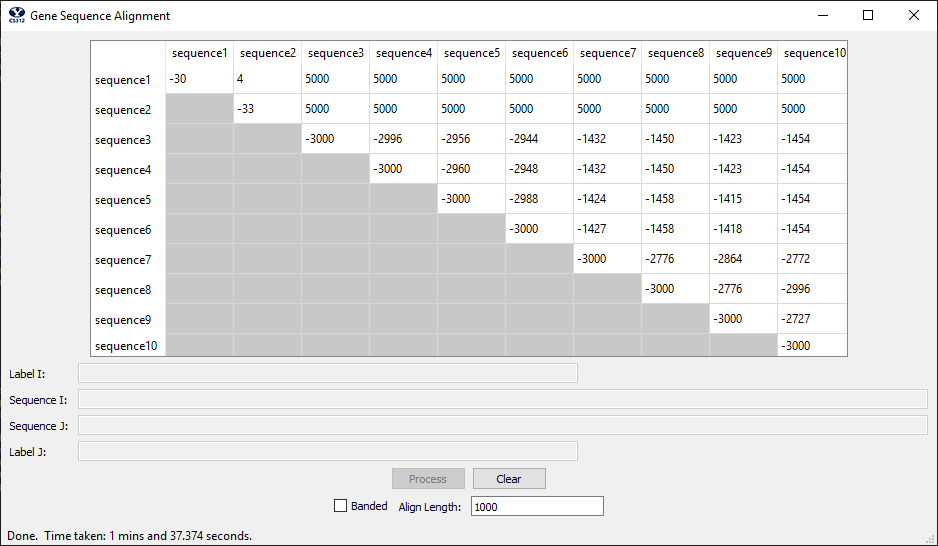 CS312 Gene Sequence Alignment
sequence1 sequence2 sequence3 sequence4 sequence5 sequence6 sequence7 sequence8 sequence9 sequence10
sequence1 -30 4 5000 5000 5000 5000 5000 5000 5000 5000
sequence2 -33 5000 5000 5000 5000 5000 5000 5000 5000
sequence3 -3000 -2996 -2956 -2944 -1432 -1450 -1423 -1454
sequence4 -3000 -2960 -2948 -1432 -1450 -1423 -1454
sequence5 -3000 -2988 -1424 -1458 -1415 -1454
sequence6 -3000 -1427 -1458 -1418 -1454
sequence7 -3000 -2776 -2864 -2772
sequence8 -3000 -2776 -2996
sequence9 -3000 -2727
sequence10 -3000
Label I:
Sequence I:
Sequence J:
Label J:
Process Clear
Banded Align Length: 1000
Done. Time taken: 1 mins and 37.374 seconds.